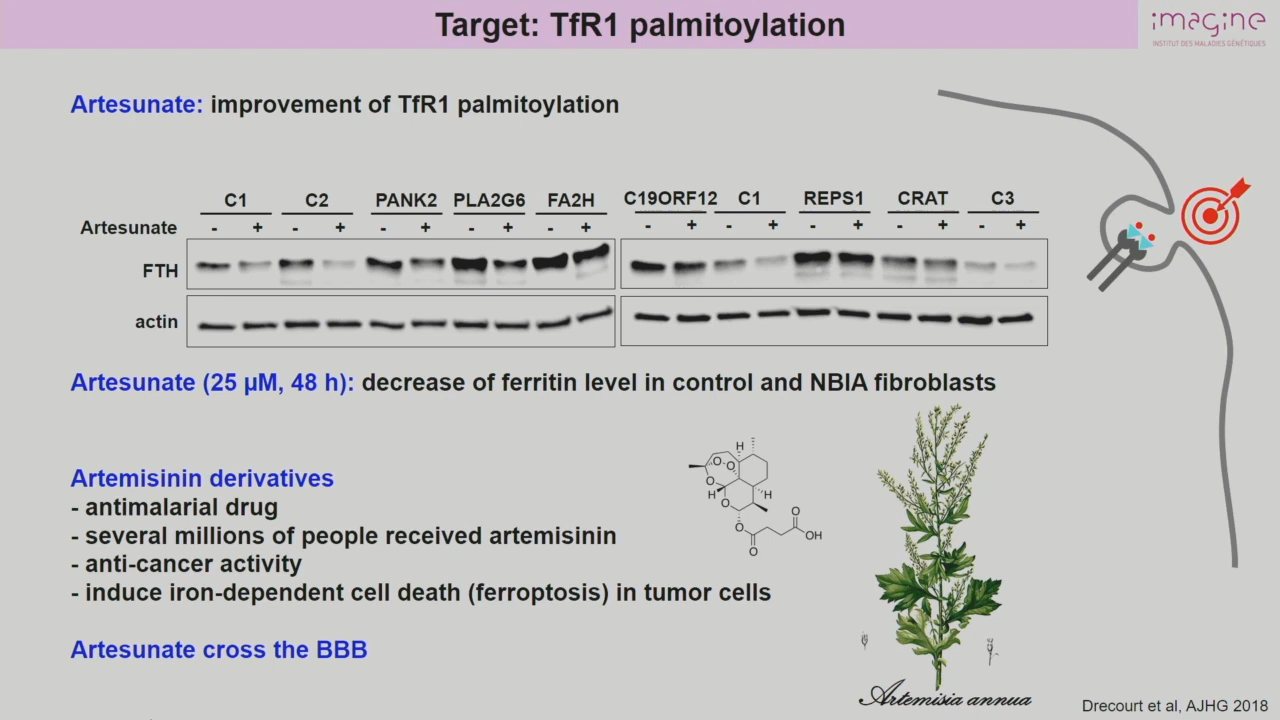 Target: TfR1 palmitoylation
imagine
INSTITUT DES MALADIES GÉNÉTIQUES
Artesunate: improvement of TfR1 palmitoylation
C1 C2 PANK2 PLA2G6 FA2H C19ORF12 C1 REPS1 CRAT C3
Artesunate - + - + - + - + - + - + - + - + - + - +
FTH
actin
Artesunate (25 µM, 48 h): decrease of ferritin level in control and NBIA fibroblasts
Artemisinin derivatives
- antimalarial drug
- several millions of people received artemisinin
- anti-cancer activity
- induce iron-dependent cell death (ferroptosis) in tumor cells
Artesunate cross the BBB
H
O
O
O
H
O
H
O
O
O
OH
Artemisia annua
Drecourt et al, AJHG 2018